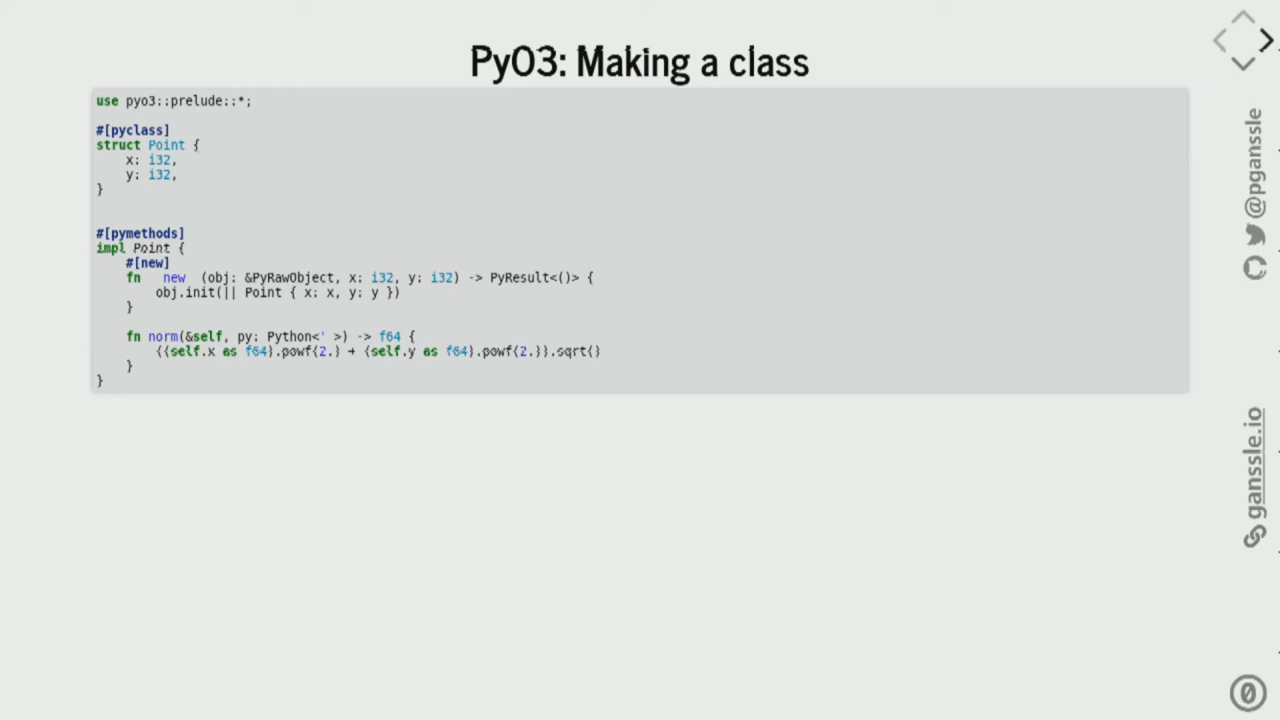 PyO3: Making a class
use pyo3::prelude::*;
#[pyclass]
struct Point {
    x: i32,
    y: i32,
}
#[pymethods]
impl Point {
    #[new]
    fn __new__(obj: &PyRawObject, x: i32, y: i32) -> PyResult<()> {
        obj.init(|| Point { x: x, y: y })
    }
    fn norm(&self, py: Python<'_>) -> f64 {
        ((self.x as f64).powf(2.) + (self.y as f64).powf(2.)).sqrt()
    }
}
@pganssle
ganssle.io
0